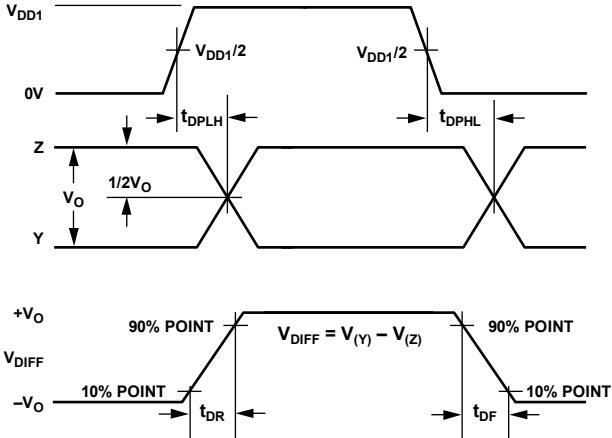 VDD1
VDD1/2
VDD1/2
0V
tDPLH
tDPHL
Z
VO
1/2VO
Y
+VO
90% POINT
VDIFF = V(Y) – V(Z)
90% POINT
VDIFF
10% POINT
10% POINT
–VO
tDR
tDF